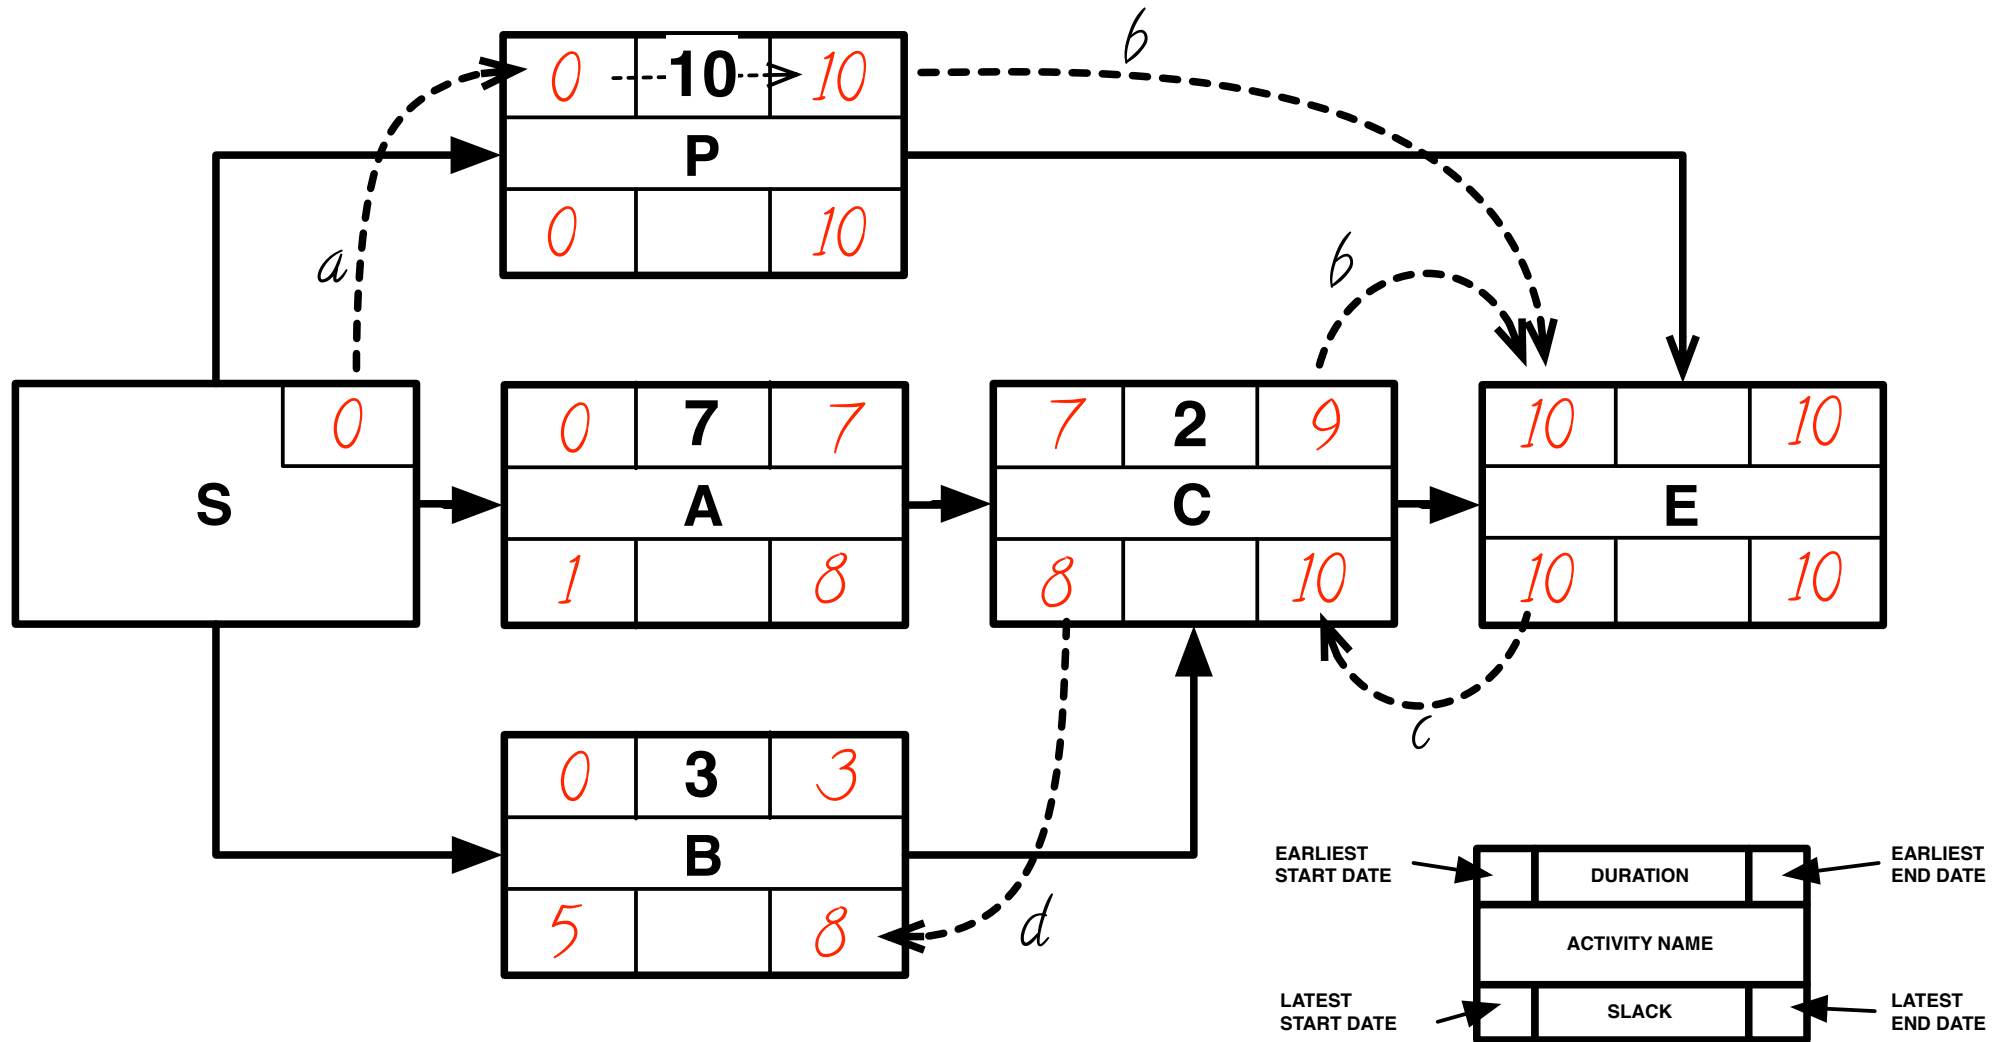 b
0 10 10
P
0 10
a
b
0
S
0 7 7
A
1 8
7 2 9
C
8 10
10 10
E
10 10
c
0 3 3
B
5 8
d
EARLIEST
START DATE
DURATION
EARLIEST
END DATE
ACTIVITY NAME
LATEST
START DATE
SLACK
LATEST
END DATE